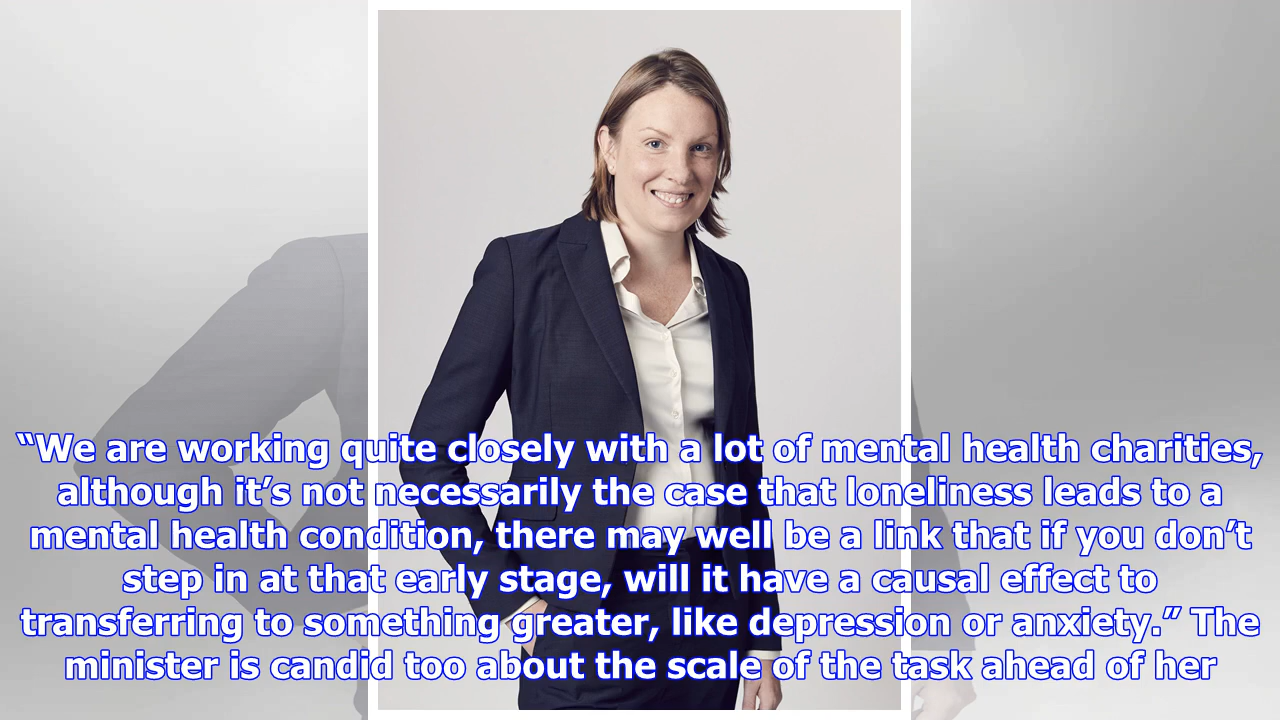 “We are working quite closely with a lot of mental health charities,
although it’s not necessarily the case that loneliness leads to a
mental health condition, there may well be a link that if you don’t
step in at that early stage, will it have a causal effect to
transferring to something greater, like depression or anxiety.” The
minister is candid too about the scale of the task ahead of her